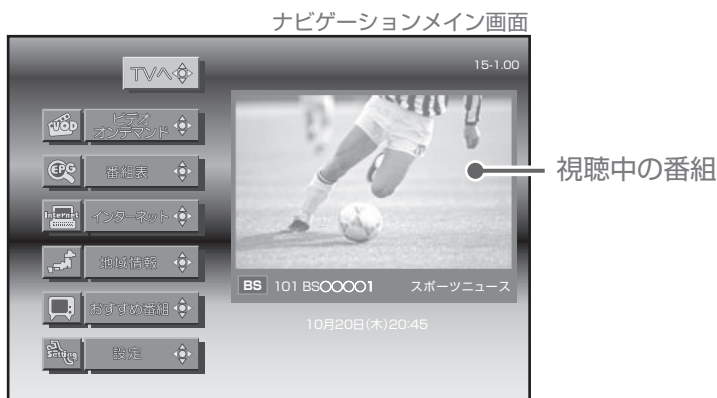 ナビゲーションメイン画面
15-1.00
TVへ
VOD
ビデオ
オンデマンド
EPG
番組表
Internet
インターネット
地域情報
おすすめ番組
Setting
設定
視聴中の番組
BS 101 BS○○○○1 スポーツニュース
10月20日(木)20:45